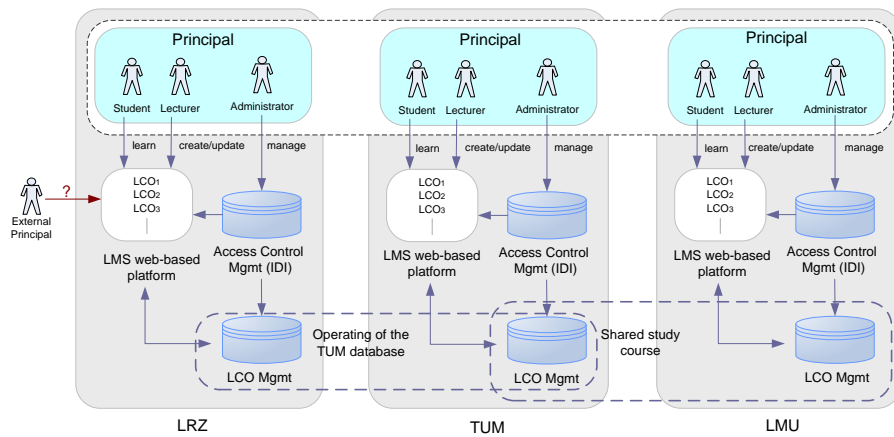 Principal
Student
Lecturer
Administrator
learn
create/update
manage
LCO1
LCO2
LCO3
LMS web-based
platform
Access Control
Mgmt (IDI)
LCO Mgmt
LRZ
?
External
Principal
Operating of the
TUM database
Principal
Student
Lecturer
Administrator
learn
create/update
manage
LCO1
LCO2
LCO3
LMS web-based
platform
Access Control
Mgmt (IDI)
LCO Mgmt
TUM
Shared study
course
Principal
Student
Lecturer
Administrator
learn
create/update
manage
LCO1
LCO2
LCO3
LMS web-based
platform
Access Control
Mgmt (IDI)
LCO Mgmt
LMU